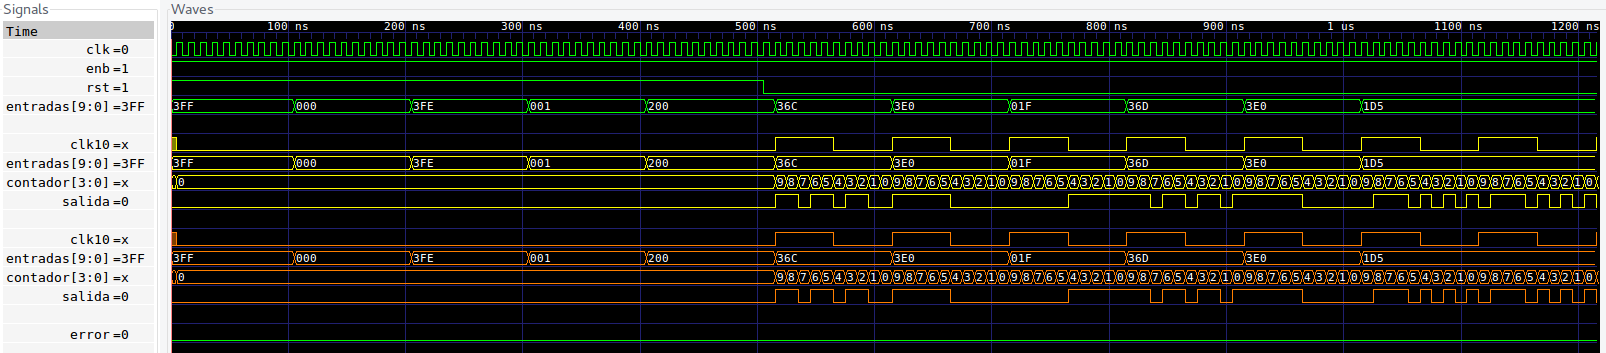 Signals Waves
Time 0 100 ns 200 ns 300 ns 400 ns 500 ns 600 ns 700 ns 800 ns 900 ns 1 us 1100 ns 1200 ns
clk=0
enb=1
rst=1
entradas[9:0]=3FF 3FF 000 3FE 001 200 36C 3E0 01F 36D 3E0 1D5
clk10=x
entradas[9:0]=3FF 3FF 000 3FE 001 200 36C 3E0 01F 36D 3E0 1D5
contador[3:0]=x 0 9 8 7 6 5 4 3 2 1 0 9 8 7 6 5 4 3 2 1 0 9 8 7 6 5 4 3 2 1 0 9 8 7 6 5 4 3 2 1 0 9 8 7 6 5 4 3 2 1 0 9 8 7 6 5 4 3 2 1 0 9 8 7 6 5 4 3 2 1 0
salida=0
clk10=x
entradas[9:0]=3FF 3FF 000 3FE 001 200 36C 3E0 01F 36D 3E0 1D5
contador[3:0]=x 0 9 8 7 6 5 4 3 2 1 0 9 8 7 6 5 4 3 2 1 0 9 8 7 6 5 4 3 2 1 0 9 8 7 6 5 4 3 2 1 0 9 8 7 6 5 4 3 2 1 0 9 8 7 6 5 4 3 2 1 0 9 8 7 6 5 4 3 2 1 0
salida=0
error=0